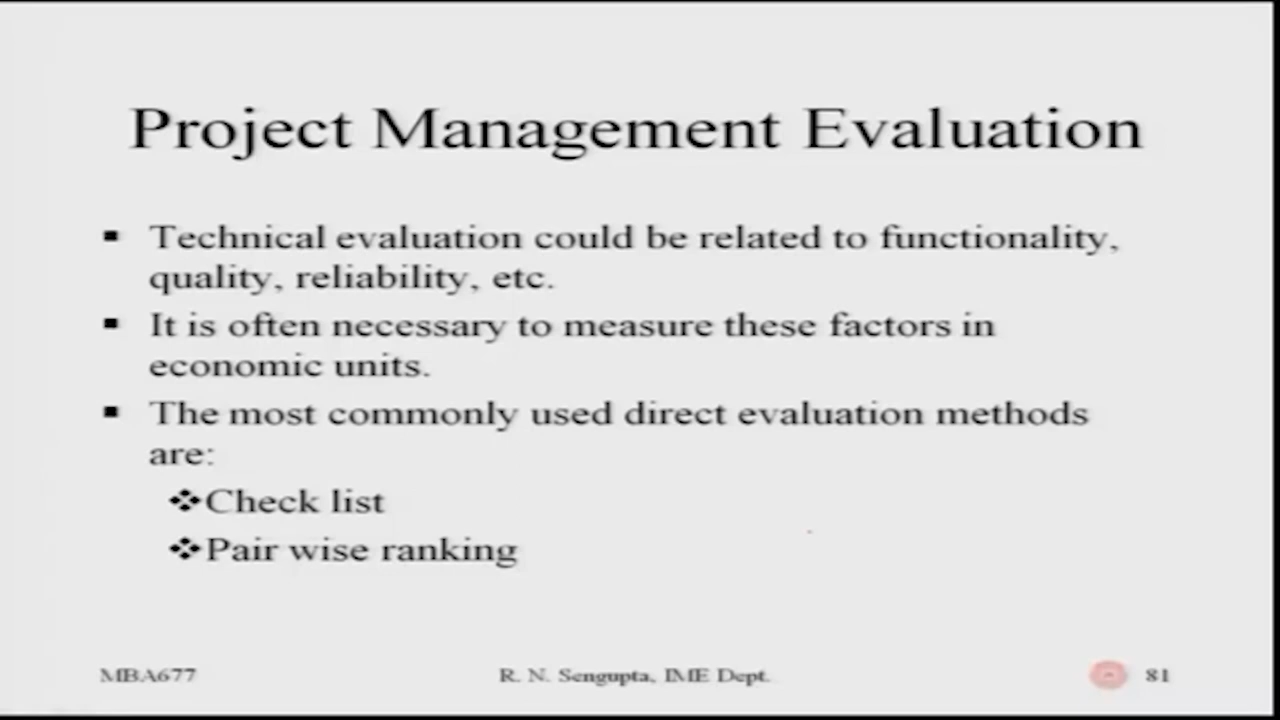 Project Management Evaluation
Technical evaluation could be related to functionality,
quality, reliability, etc.
It is often necessary to measure these factors in
economic units.
The most commonly used direct evaluation methods
are:
Check list
Pair wise ranking
MBA677
R. N. Sengupta, IME Dept.
81